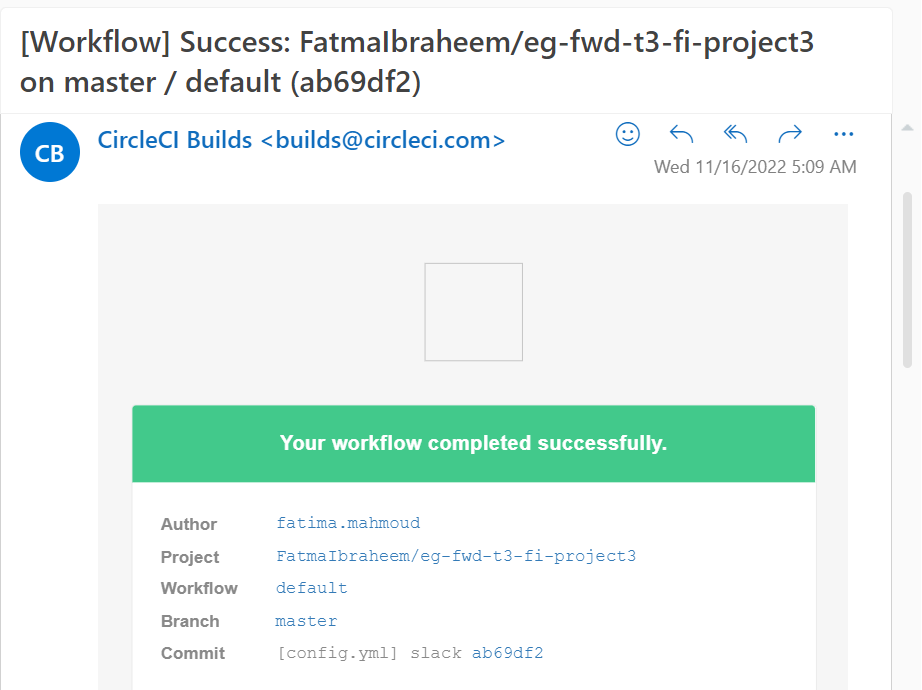 [Workflow] Success: FatmaIbraheem/eg-fwd-t3-fi-project3
on master / default (ab69df2)
CB
CircleCI Builds <builds@circleci.com>
Wed 11/16/2022 5:09 AM
Your workflow completed successfully.
Author fatima.mahmoud
Project FatmaIbraheem/eg-fwd-t3-fi-project3
Workflow default
Branch master
Commit [config.yml] slack ab69df2